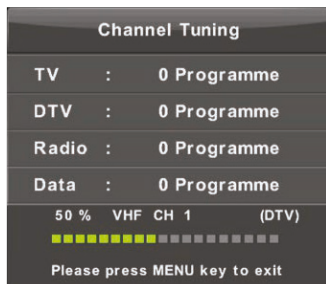 Channel Tuning
TV : 0 Programme
DTV : 0 Programme
Radio : 0 Programme
Data : 0 Programme
50 % VHF CH 1 (DTV)
Please press MENU key to exit